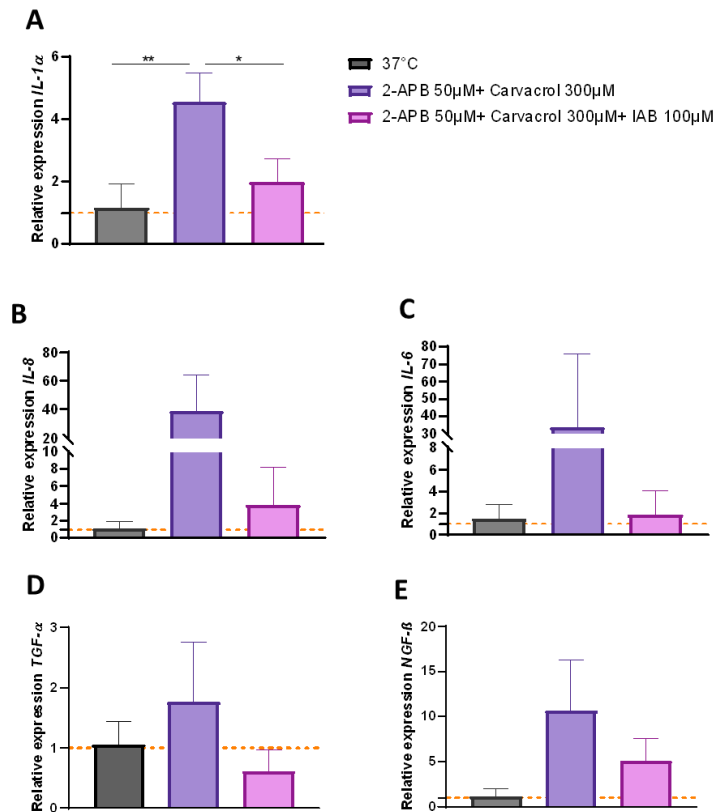 A
Relative expression IL-1α
6
4
2
0
**
*
37°C
2-APB 50µM+ Carvacrol 300µM
2-APB 50µM+ Carvacrol 300µM+ IAB 100µM
B
Relative expression IL-8
80
60
40
20
10
8
6
4
2
0
C
Relative expression IL-6
80
70
60
50
40
30
8
6
4
2
0
D
Relative expression TGF-α
3
2
1
0
E
Relative expression NGF-ß
20
15
10
5
0